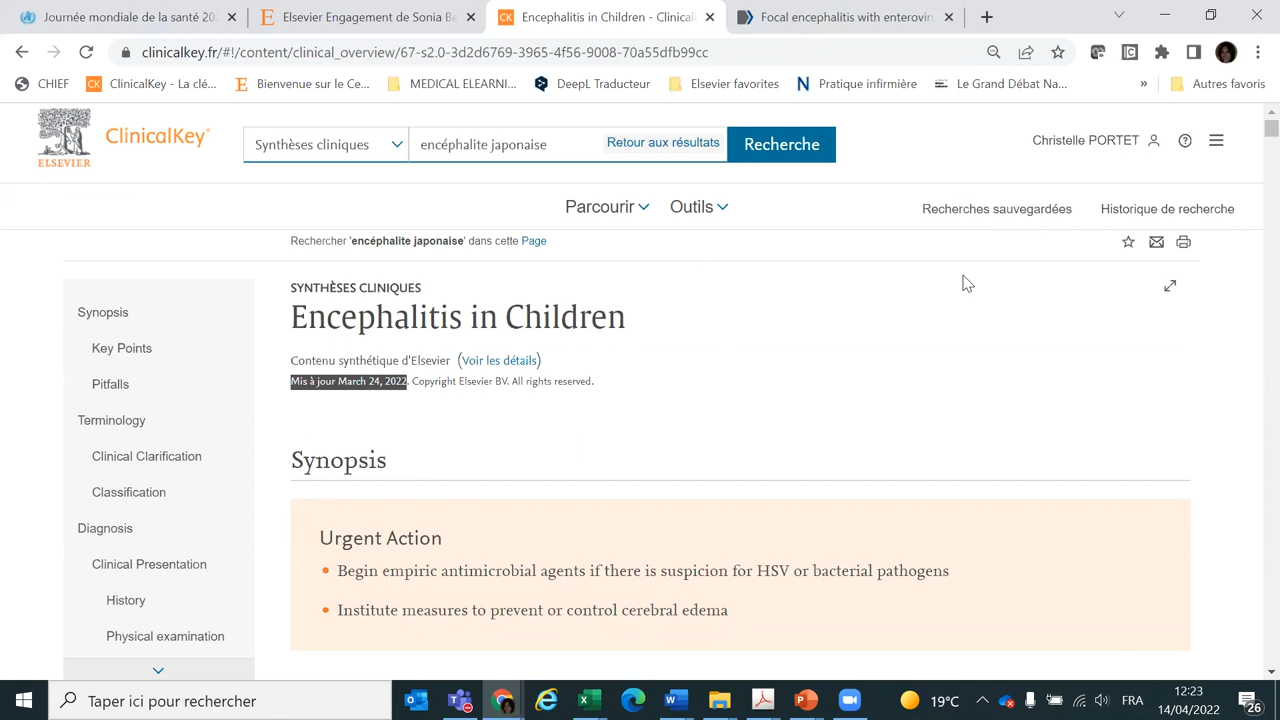 Journée mondiale de la santé 20
Elsevier Engagement de Sonia Be
Encephalitis in Children - Clinical
Focal encephalitis with enterovir
clinicalkey.fr/#!/content/clinical_overview/67-s2.0-3d2d6769-3965-4f56-9008-70a55dfb99cc
CHIEF
ClinicalKey - La clé...
Bienvenue sur le Ce...
MEDICAL ELEARNI...
DeepL Traducteur
Elsevier favorites
Pratique infirmière
Le Grand Débat Na...
»
Autres favoris
ELSEVIER
ClinicalKey®
Synthèses cliniques
encéphalite japonaise
Retour aux résultats
Recherche
Christelle PORTET
Parcourir
Outils
Recherches sauvegardées
Historique de recherche
Rechercher 'encéphalite japonaise' dans cette Page
SYNTHÈSES CLINIQUES
Encephalitis in Children
Contenu synthétique d'Elsevier (Voir les détails)
Mis à jour March 24, 2022. Copyright Elsevier BV. All rights reserved.
Synopsis
Key Points
Pitfalls
Terminology
Clinical Clarification
Classification
Diagnosis
Clinical Presentation
History
Physical examination
Synopsis
Urgent Action
• Begin empiric antimicrobial agents if there is suspicion for HSV or bacterial pathogens
• Institute measures to prevent or control cerebral edema
Taper ici pour rechercher
19°C
FRA
12:23
14/04/2022
26